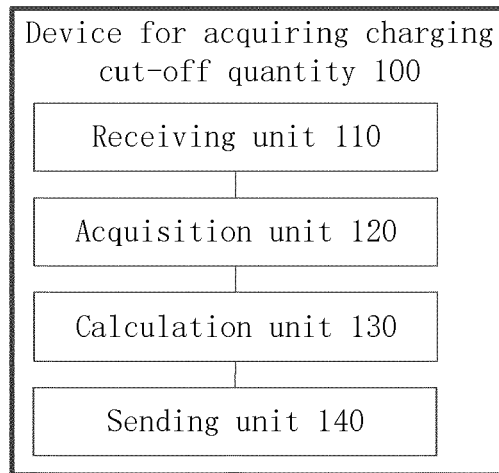 Device for acquiring charging
cut-off quantity 100
Receiving unit 110
Acquisition unit 120
Calculation unit 130
Sending unit 140